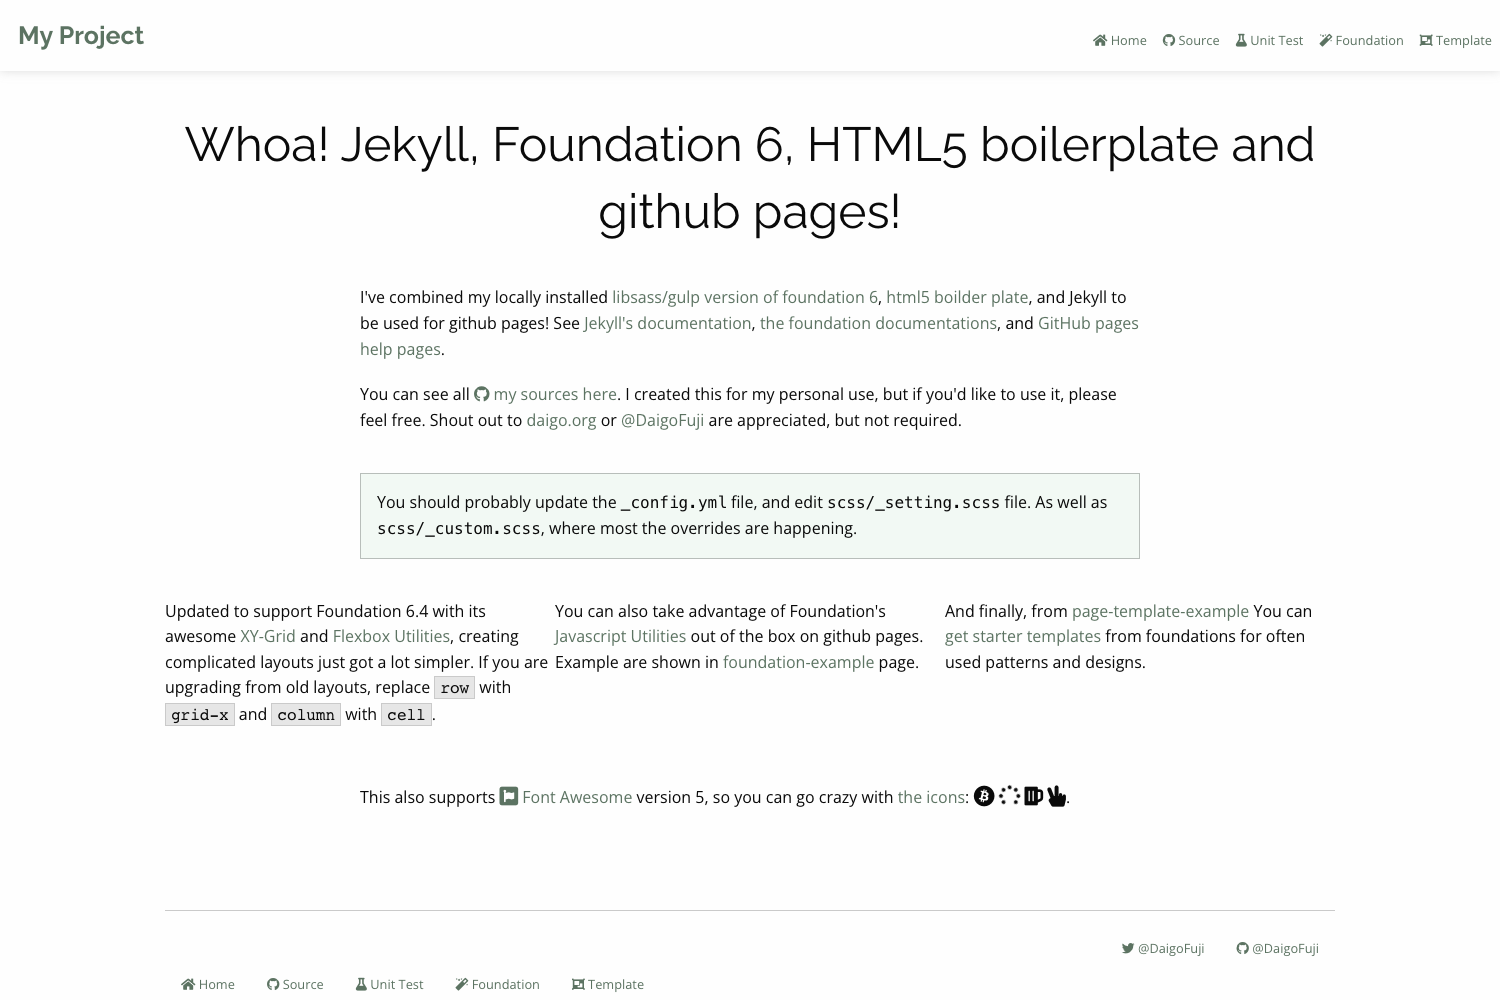 My Project
Home Source Unit Test Foundation Template
Whoa! Jekyll, Foundation 6, HTML5 boilerplate and
github pages!
I've combined my locally installed libsass/gulp version of foundation 6, html5 boilder plate, and Jekyll to
be used for github pages! See Jekyll's documentation, the foundation documentations, and GitHub pages
help pages.
You can see all my sources here. I created this for my personal use, but if you'd like to use it, please
feel free. Shout out to daigo.org or @DaigoFuji are appreciated, but not required.
You should probably update the _config.yml file, and edit scss/_setting.scss file. As well as
scss/_custom.scss, where most the overrides are happening.
Updated to support Foundation 6.4 with its
awesome XY-Grid and Flexbox Utilities, creating
complicated layouts just got a lot simpler. If you are
upgrading from old layouts, replace row with
grid-x and column with cell.
You can also take advantage of Foundation's
Javascript Utilities out of the box on github pages.
Example are shown in foundation-example page.
And finally, from page-template-example You can
get starter templates from foundations for often
used patterns and designs.
This also supports Font Awesome version 5, so you can go crazy with the icons: .
@DaigoFuji @DaigoFuji
Home Source Unit Test Foundation Template